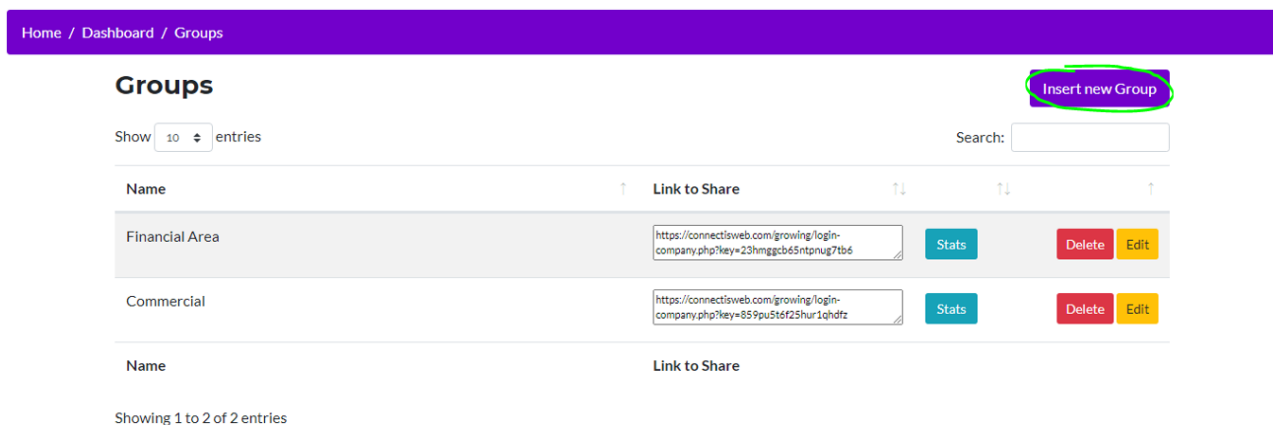 Home / Dashboard / Groups
Groups
Insert new Group
Show 10 entries
Search:
Name
Link to Share
Financial Area
https://connectisweb.com/growing/login-
company.php?key=23hmggcb65ntpnug7tb6
Stats
Delete
Edit
Commercial
https://connectisweb.com/growing/login-
company.php?key=859pu5t6f25hur1qhdfz
Stats
Delete
Edit
Name
Link to Share
Showing 1 to 2 of 2 entries